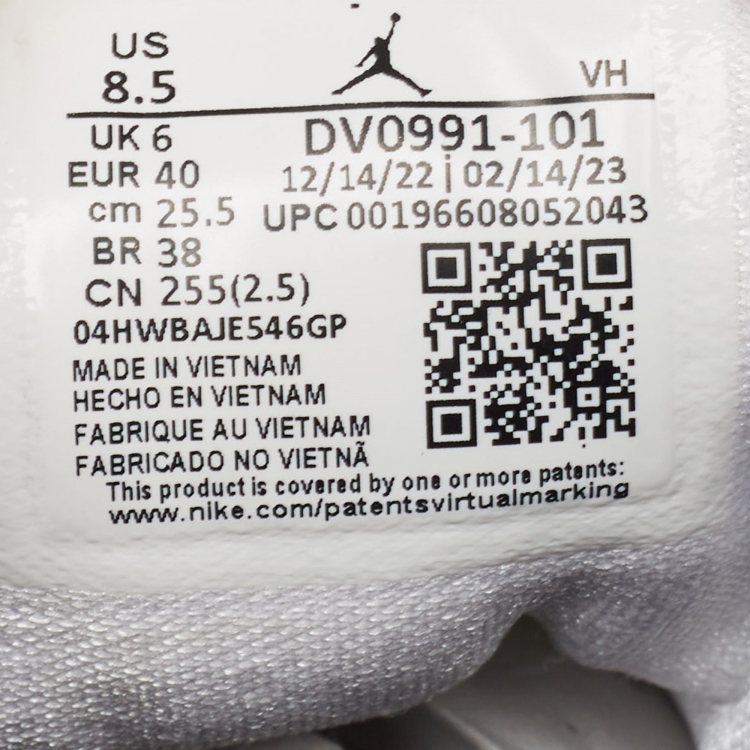 US
8.5
VH
UK 6
DV0991-101
EUR 40
12/14/22 | 02/14/23
cm 25.5
UPC 00196608052043
BR 38
CN 255(2.5)
04HWBAJE546GP
MADE IN VIETNAM
HECHO EN VIETNAM
FABRIQUE AU VIETNAM
FABRICADO NO VIETNÃ
This product is covered by one or more patents:
www.nike.com/patentsvirtualmarking